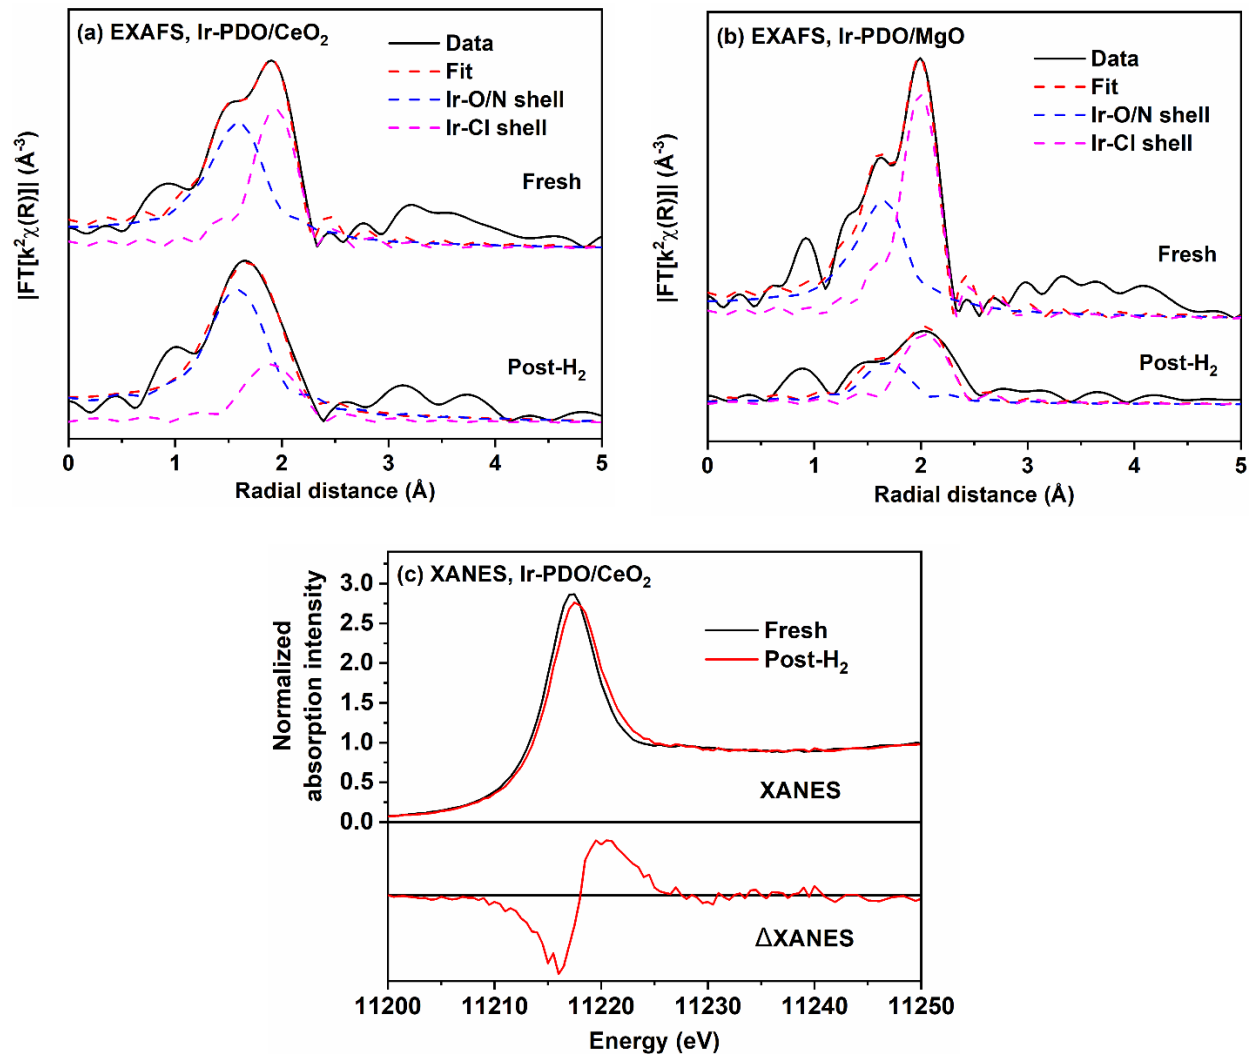 (a) EXAFS, Ir-PDO/CeO₂
Data
Fit
Ir-O/N shell
Ir-Cl shell
Fresh
Post-H₂
|FT[k²χ(R)]| (Å⁻³)
0 1 2 3 4 5
Radial distance (Å)
(b) EXAFS, Ir-PDO/MgO
Data
Fit
Ir-O/N shell
Ir-Cl shell
Fresh
Post-H₂
|FT[k²χ(R)]| (Å⁻³)
0 1 2 3 4 5
Radial distance (Å)
(c) XANES, Ir-PDO/CeO₂
Fresh
Post-H₂
Normalized
absorption intensity
3.0
2.5
2.0
1.5
1.0
0.5
0.0
XANES
ΔXANES
11200 11210 11220 11230 11240 11250
Energy (eV)